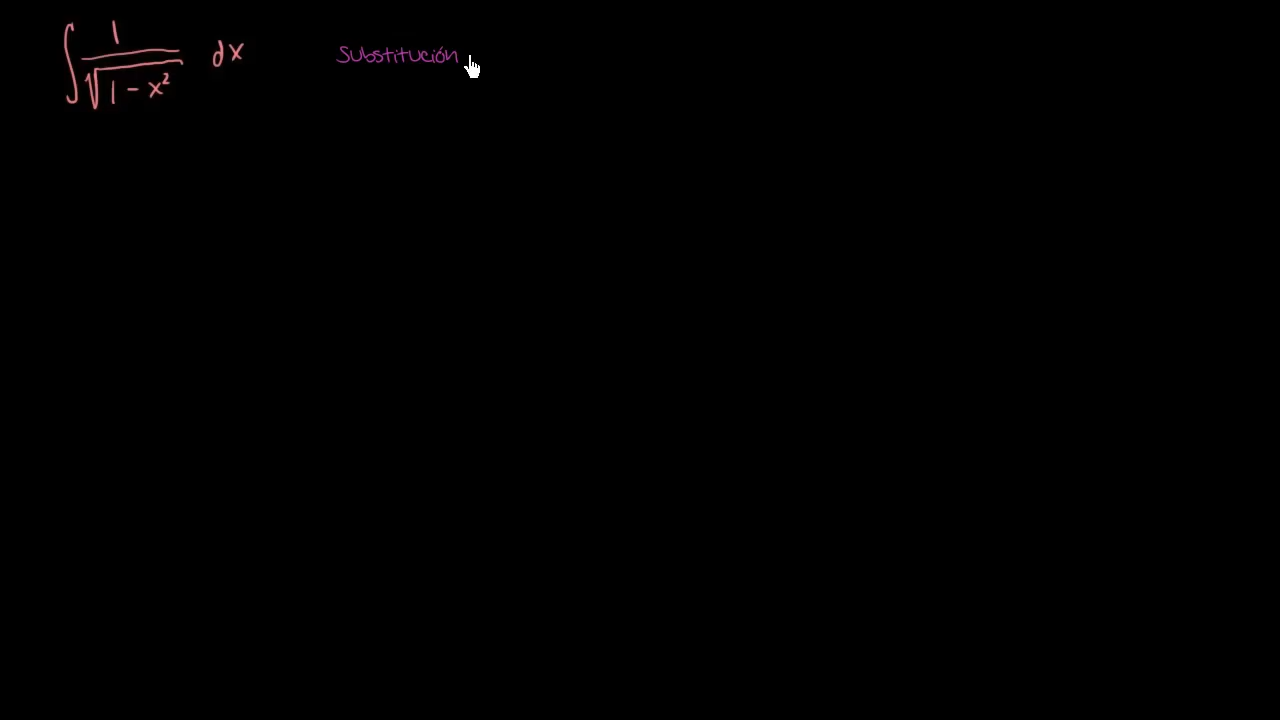 ∫ 1/√(1 - x²) dx Substitución